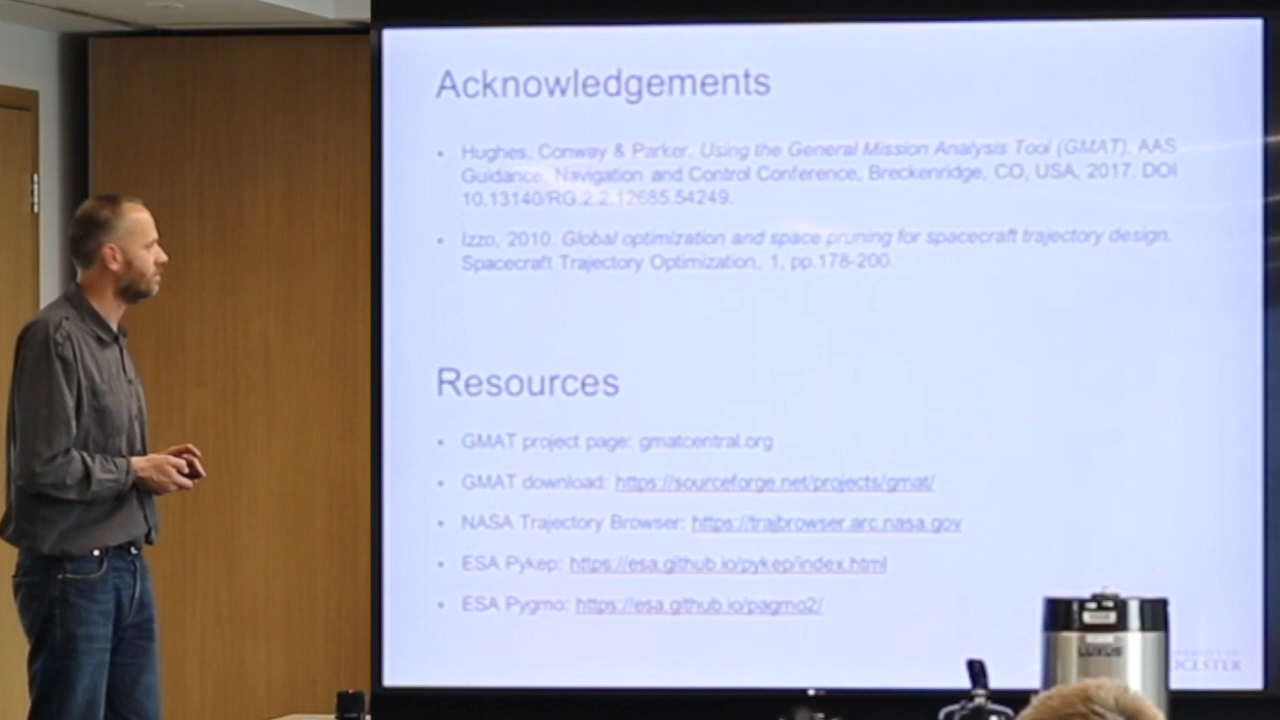 Acknowledgements
• Hughes, Conway & Parker. Using the General Mission Analysis Tool (GMAT). AAS
Guidance, Navigation and Control Conference, Breckenridge, CO, USA, 2017. DOI
10.13140/RG.2.2.12685.54249.
• Izzo, 2010. Global optimization and space pruning for spacecraft trajectory design.
Spacecraft Trajectory Optimization, 1, pp.178-200.
Resources
• GMAT project page: gmatcentral.org
• GMAT download: https://sourceforge.net/projects/gmat/
• NASA Trajectory Browser: https://trajbrowser.arc.nasa.gov
• ESA Pykep: https://esa.github.io/pykep/index.html
• ESA Pygmo: https://esa.github.io/pagmo2/
LUXUS